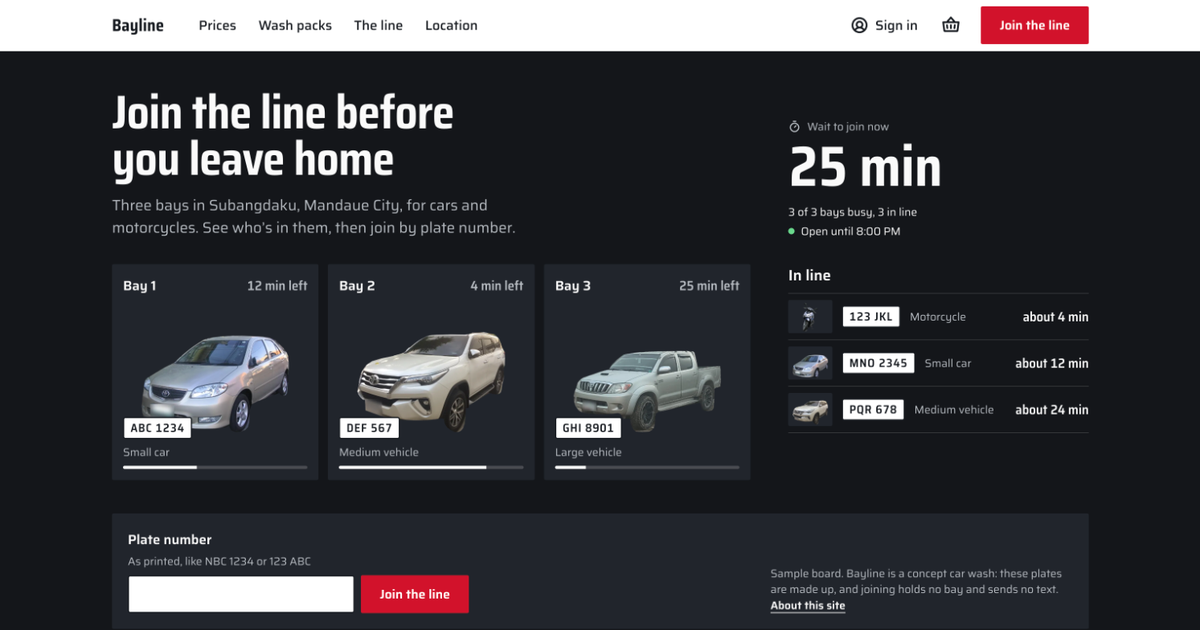 Bayline
Prices
Wash packs
The line
Location
Sign in
Join the line
Join the line before
you leave home
Three bays in Subangdaku, Mandaue City, for cars and
motorcycles. See who's in them, then join by plate number.
Wait to join now
25 min
3 of 3 bays busy, 3 in line
Open until 8:00 PM
Bay 1
12 min left
ABC 1234
Small car
Bay 2
4 min left
DEF 567
Medium vehicle
Bay 3
25 min left
GHI 8901
Large vehicle
In line
123 JKL Motorcycle about 4 min
MNO 2345 Small car about 12 min
PQR 678 Medium vehicle about 24 min
Plate number
As printed, like NBC 1234 or 123 ABC
Join the line
Sample board. Bayline is a concept car wash: these plates
are made up, and joining holds no bay and sends no text.
About this site